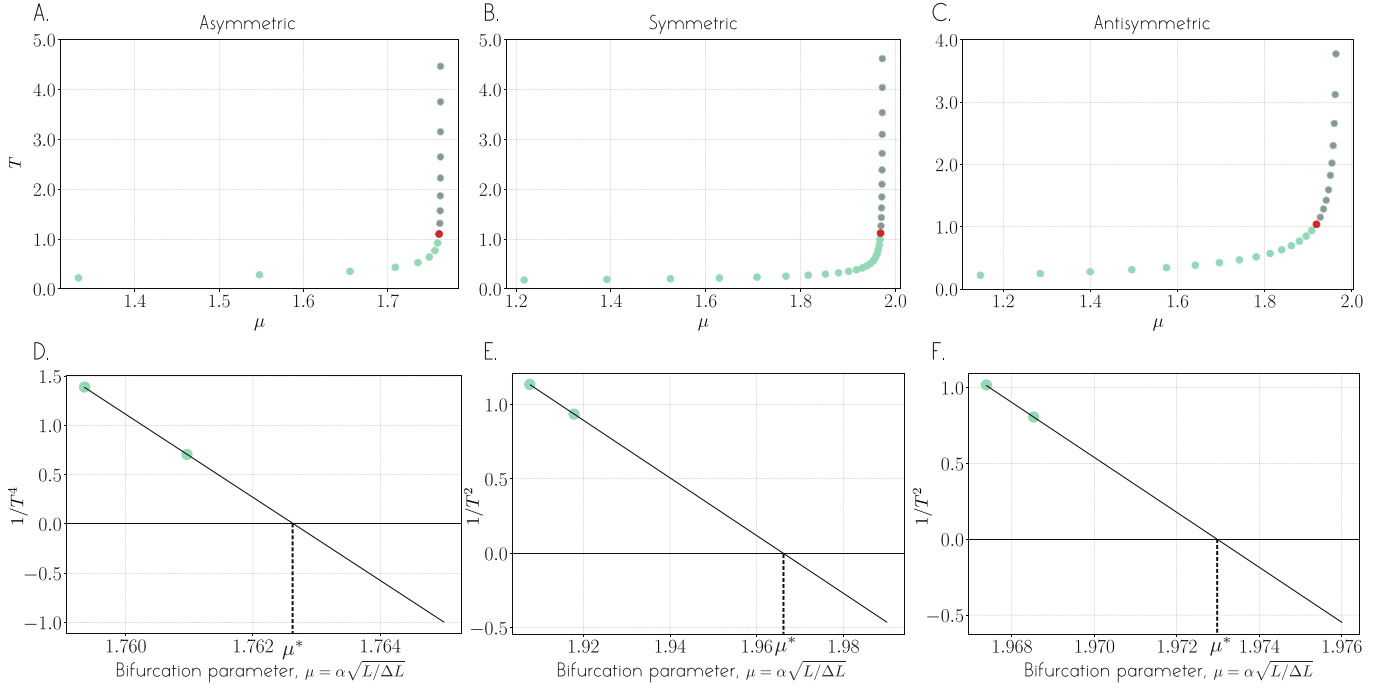 A.
Asymmetric
5.0
4.0
3.0
2.0
1.0
0.0
T
1.4
1.5
1.6
1.7
μ
B.
Symmetric
5.0
4.0
3.0
2.0
1.0
0.0
1.2
1.4
1.6
1.8
2.0
μ
C.
Antisymmetric
4.0
3.0
2.0
1.0
0.0
1.2
1.4
1.6
1.8
2.0
μ
D.
1.5
1.0
0.5
0.0
−0.5
−1.0
1/T⁴
1.760
1.762
1.764
μ*
Bifurcation parameter, μ = α√L/ΔL
E.
1.0
0.5
0.0
−0.5
1/T²
1.92
1.94
1.96
1.98
μ*
Bifurcation parameter, μ = α√L/ΔL
F.
1.0
0.5
0.0
−0.5
1/T²
1.968
1.970
1.972
1.974
1.976
μ*
Bifurcation parameter, μ = α√L/ΔL